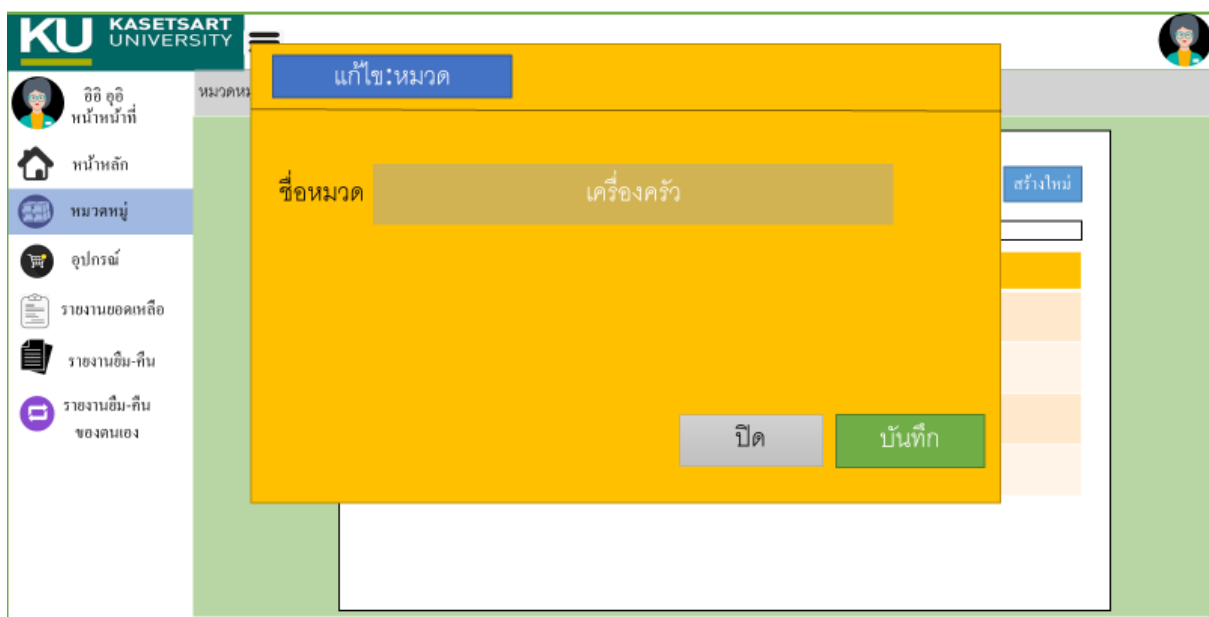 KASETSART
KU UNIVERSITY
อิอิ อุอิ
หน้าหน้าที่
หน้าหลัก
หมวดหมู่
อุปกรณ์
รายงานยอดเหลือ
รายงานยืม-คืน
รายงานยืม-คืน
ของตนเอง
แก้ไข:หมวด
ชื่อหมวด เครื่องครัว
ปิด บันทึก
สร้างใหม่